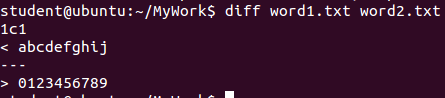 student@ubuntu:~/MyWork$ diff word1.txt word2.txt
1c1
< abcdefghij
---
> 0123456789